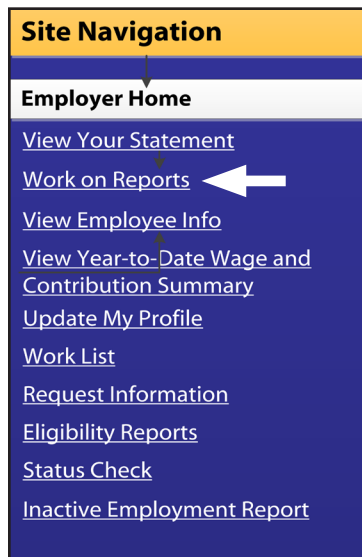 Site Navigation
Employer Home
View Your Statement
Work on Reports
View Employee Info
View Year-to-Date Wage and
Contribution Summary
Update My Profile
Work List
Request Information
Eligibility Reports
Status Check
Inactive Employment Report